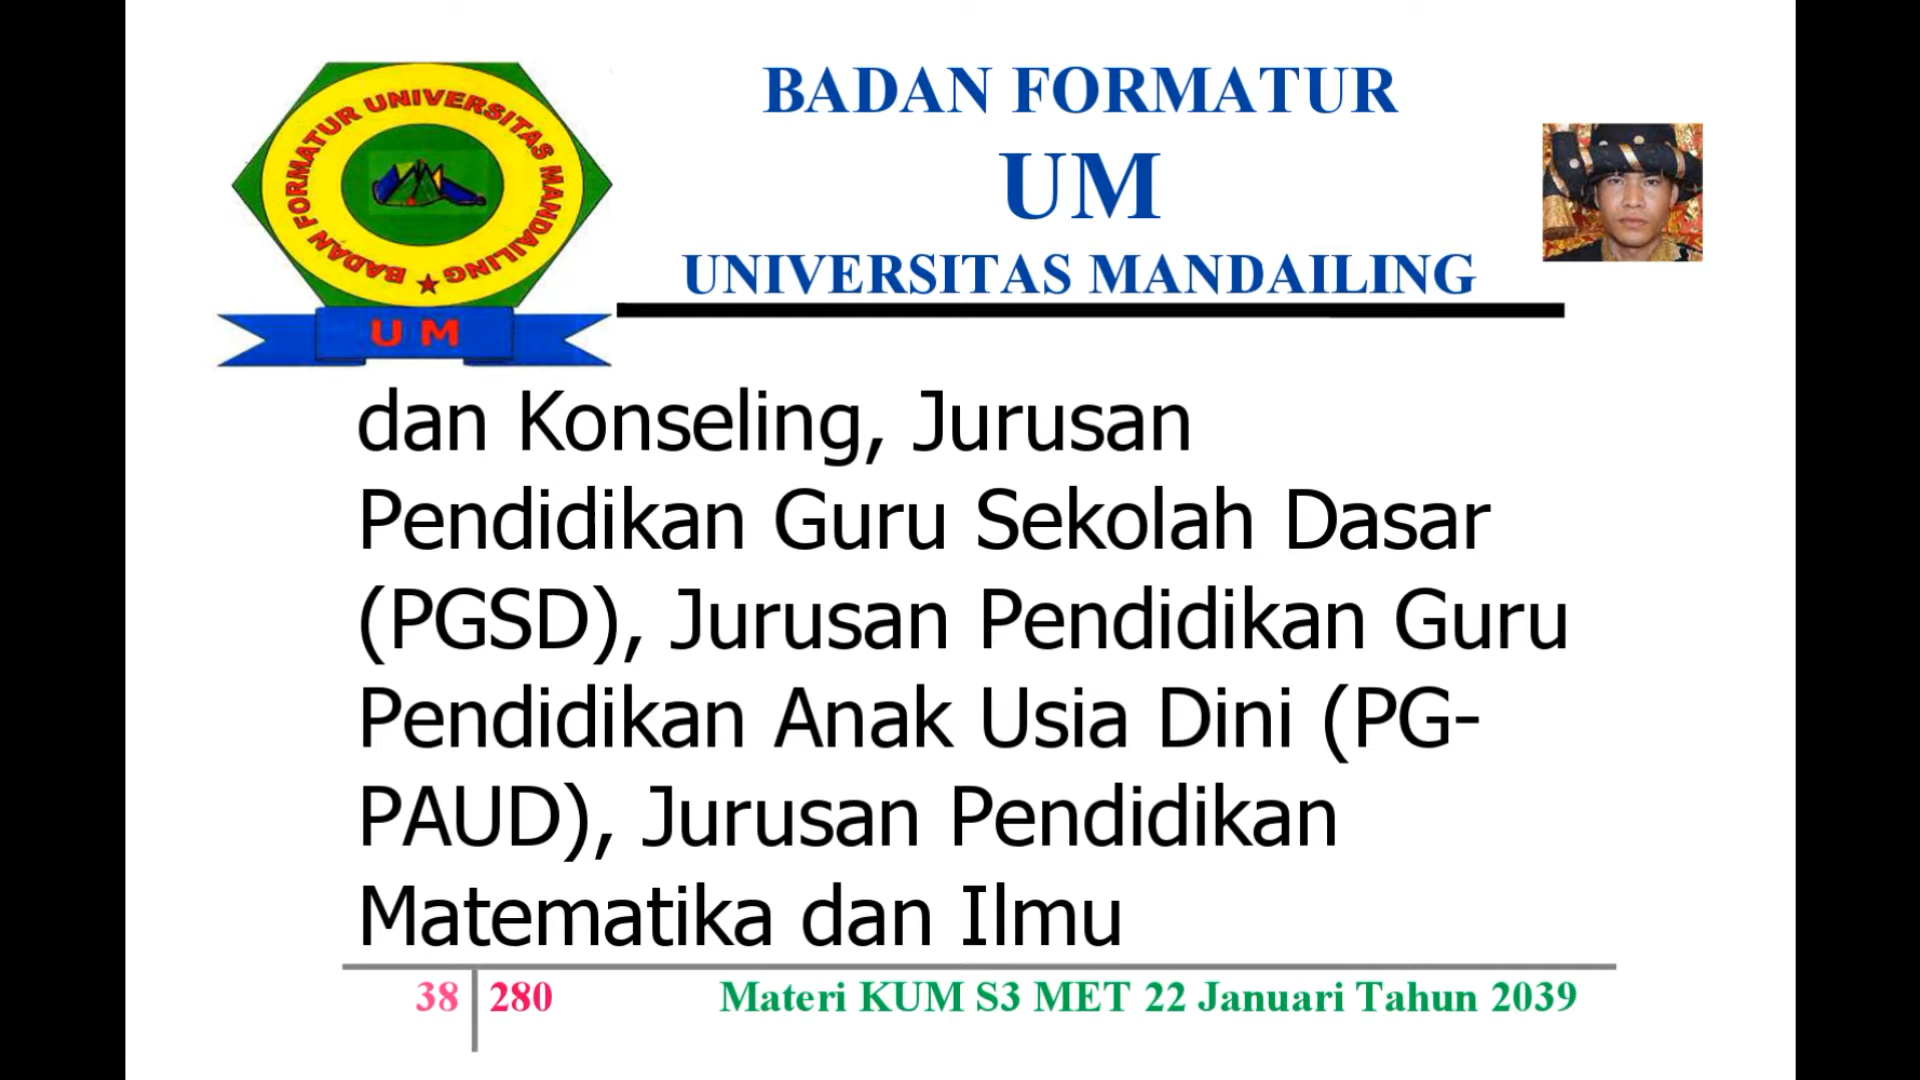 BADAN FORMATUR UNIVERSITAS MANDAILING
UM
BADAN FORMATUR
UM
UNIVERSITAS MANDAILING
dan Konseling, Jurusan
Pendidikan Guru Sekolah Dasar
(PGSD), Jurusan Pendidikan Guru
Pendidikan Anak Usia Dini (PG-
PAUD), Jurusan Pendidikan
Matematika dan Ilmu
38 280 Materi KUM S3 MET 22 Januari Tahun 2039